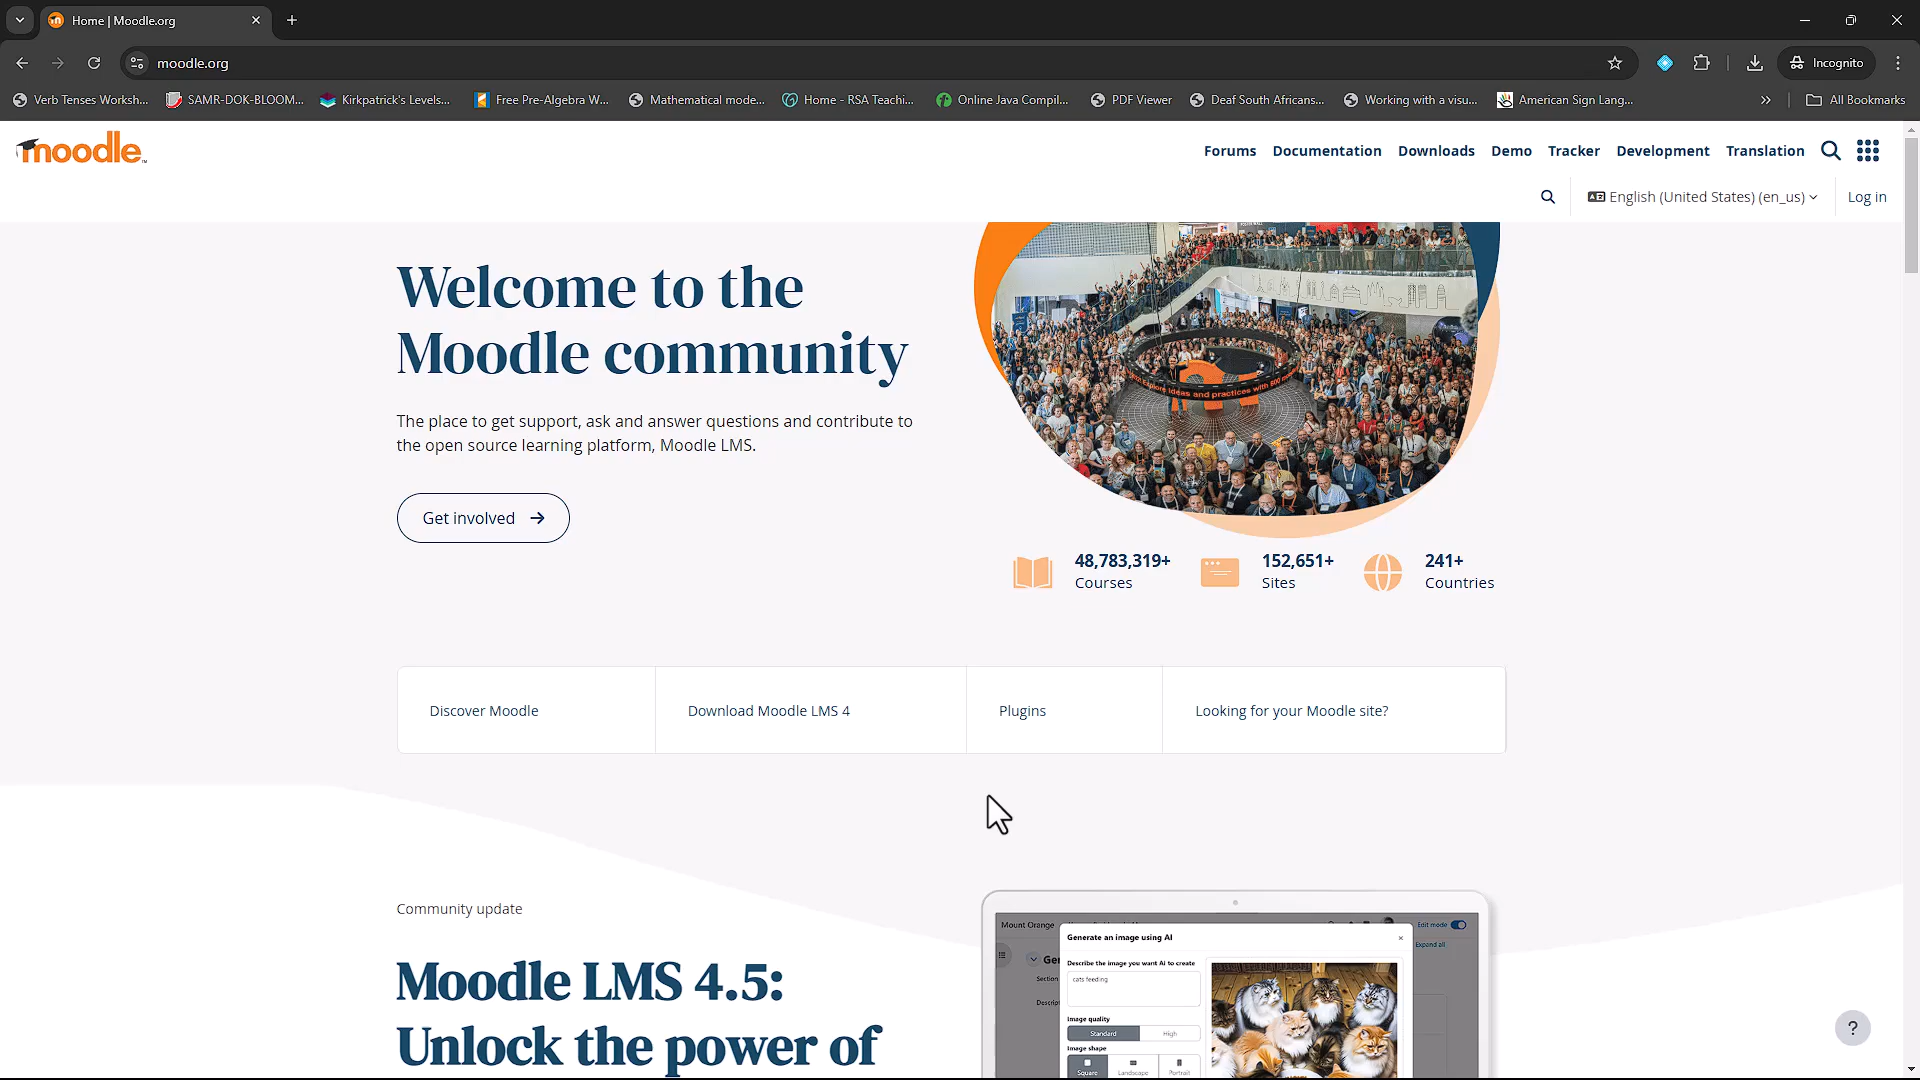 Home | Moodle.org
moodle.org
Incognito
Verb Tenses Worksh...
SAMR-DOK-BLOOM...
Kirkpatrick's Levels...
Free Pre-Algebra W...
Mathematical mode...
Home - RSA Teachi...
Online Java Compil...
PDF Viewer
Deaf South Africans...
Working with a visu...
American Sign Lang...
All Bookmarks
moodle
Forums
Documentation
Downloads
Demo
Tracker
Development
Translation
English (United States) (en_us)
Log in
Welcome to the
Moodle community
The place to get support, ask and answer questions and contribute to
the open source learning platform, Moodle LMS.
Get involved
48,783,319+
Courses
152,651+
Sites
241+
Countries
Discover Moodle
Download Moodle LMS 4
Plugins
Looking for your Moodle site?
Community update
Moodle LMS 4.5:
Unlock the power of
Mount Orange
Edit mode
Generate an image using AI
Expand all
Describe the image you want AI to create
cats feeding
Image quality
Standard
High
Image shape
Square
Landscape
Portrait
?